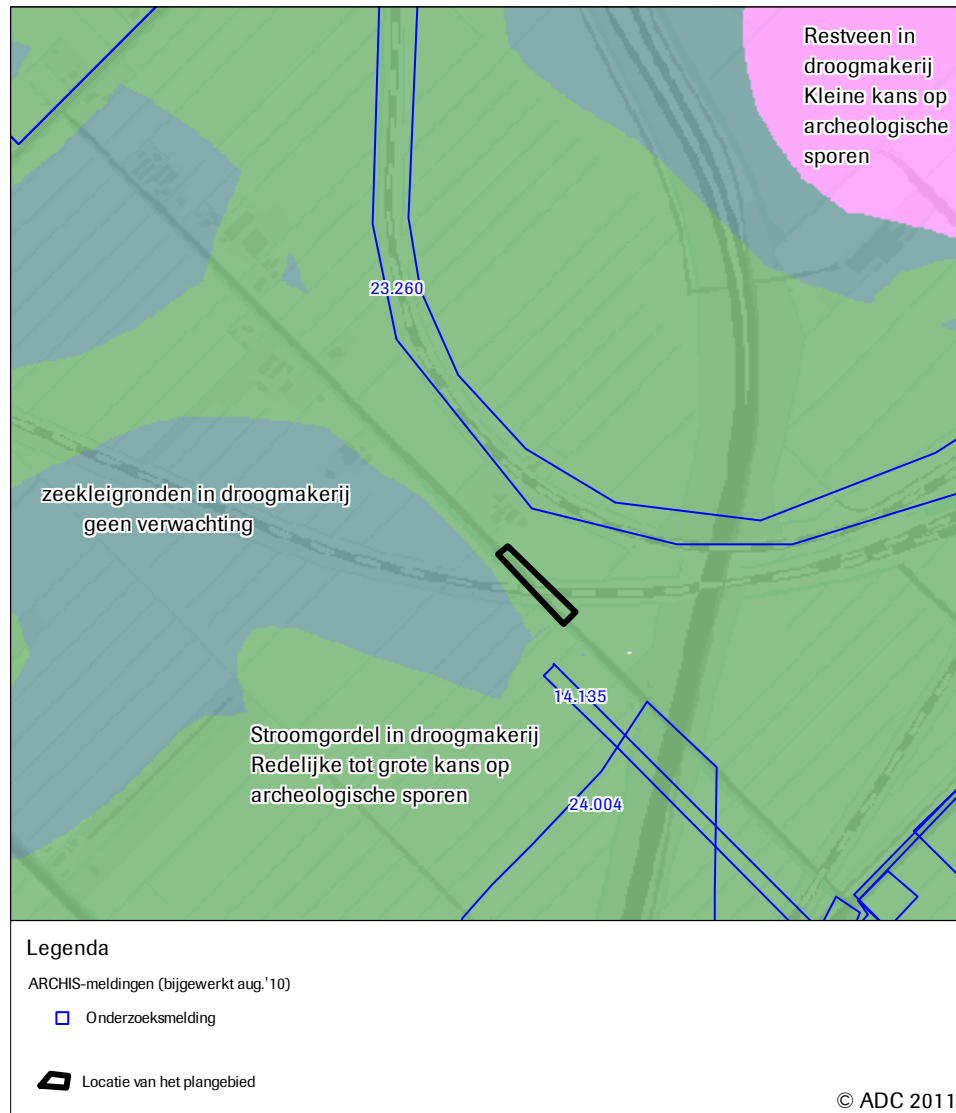 Restveen in
droogmakerij
Kleine kans op
archeologische
sporen
23.260
zeekleigronden in droogmakerij
geen verwachting
14.135
Stroomgordel in droogmakerij
Redelijke tot grote kans op
archeologische sporen
24.004
Legenda
ARCHIS-meldingen (bijgewerkt aug.'10)
Onderzoeksmelding
Locatie van het plangebied
© ADC 2011